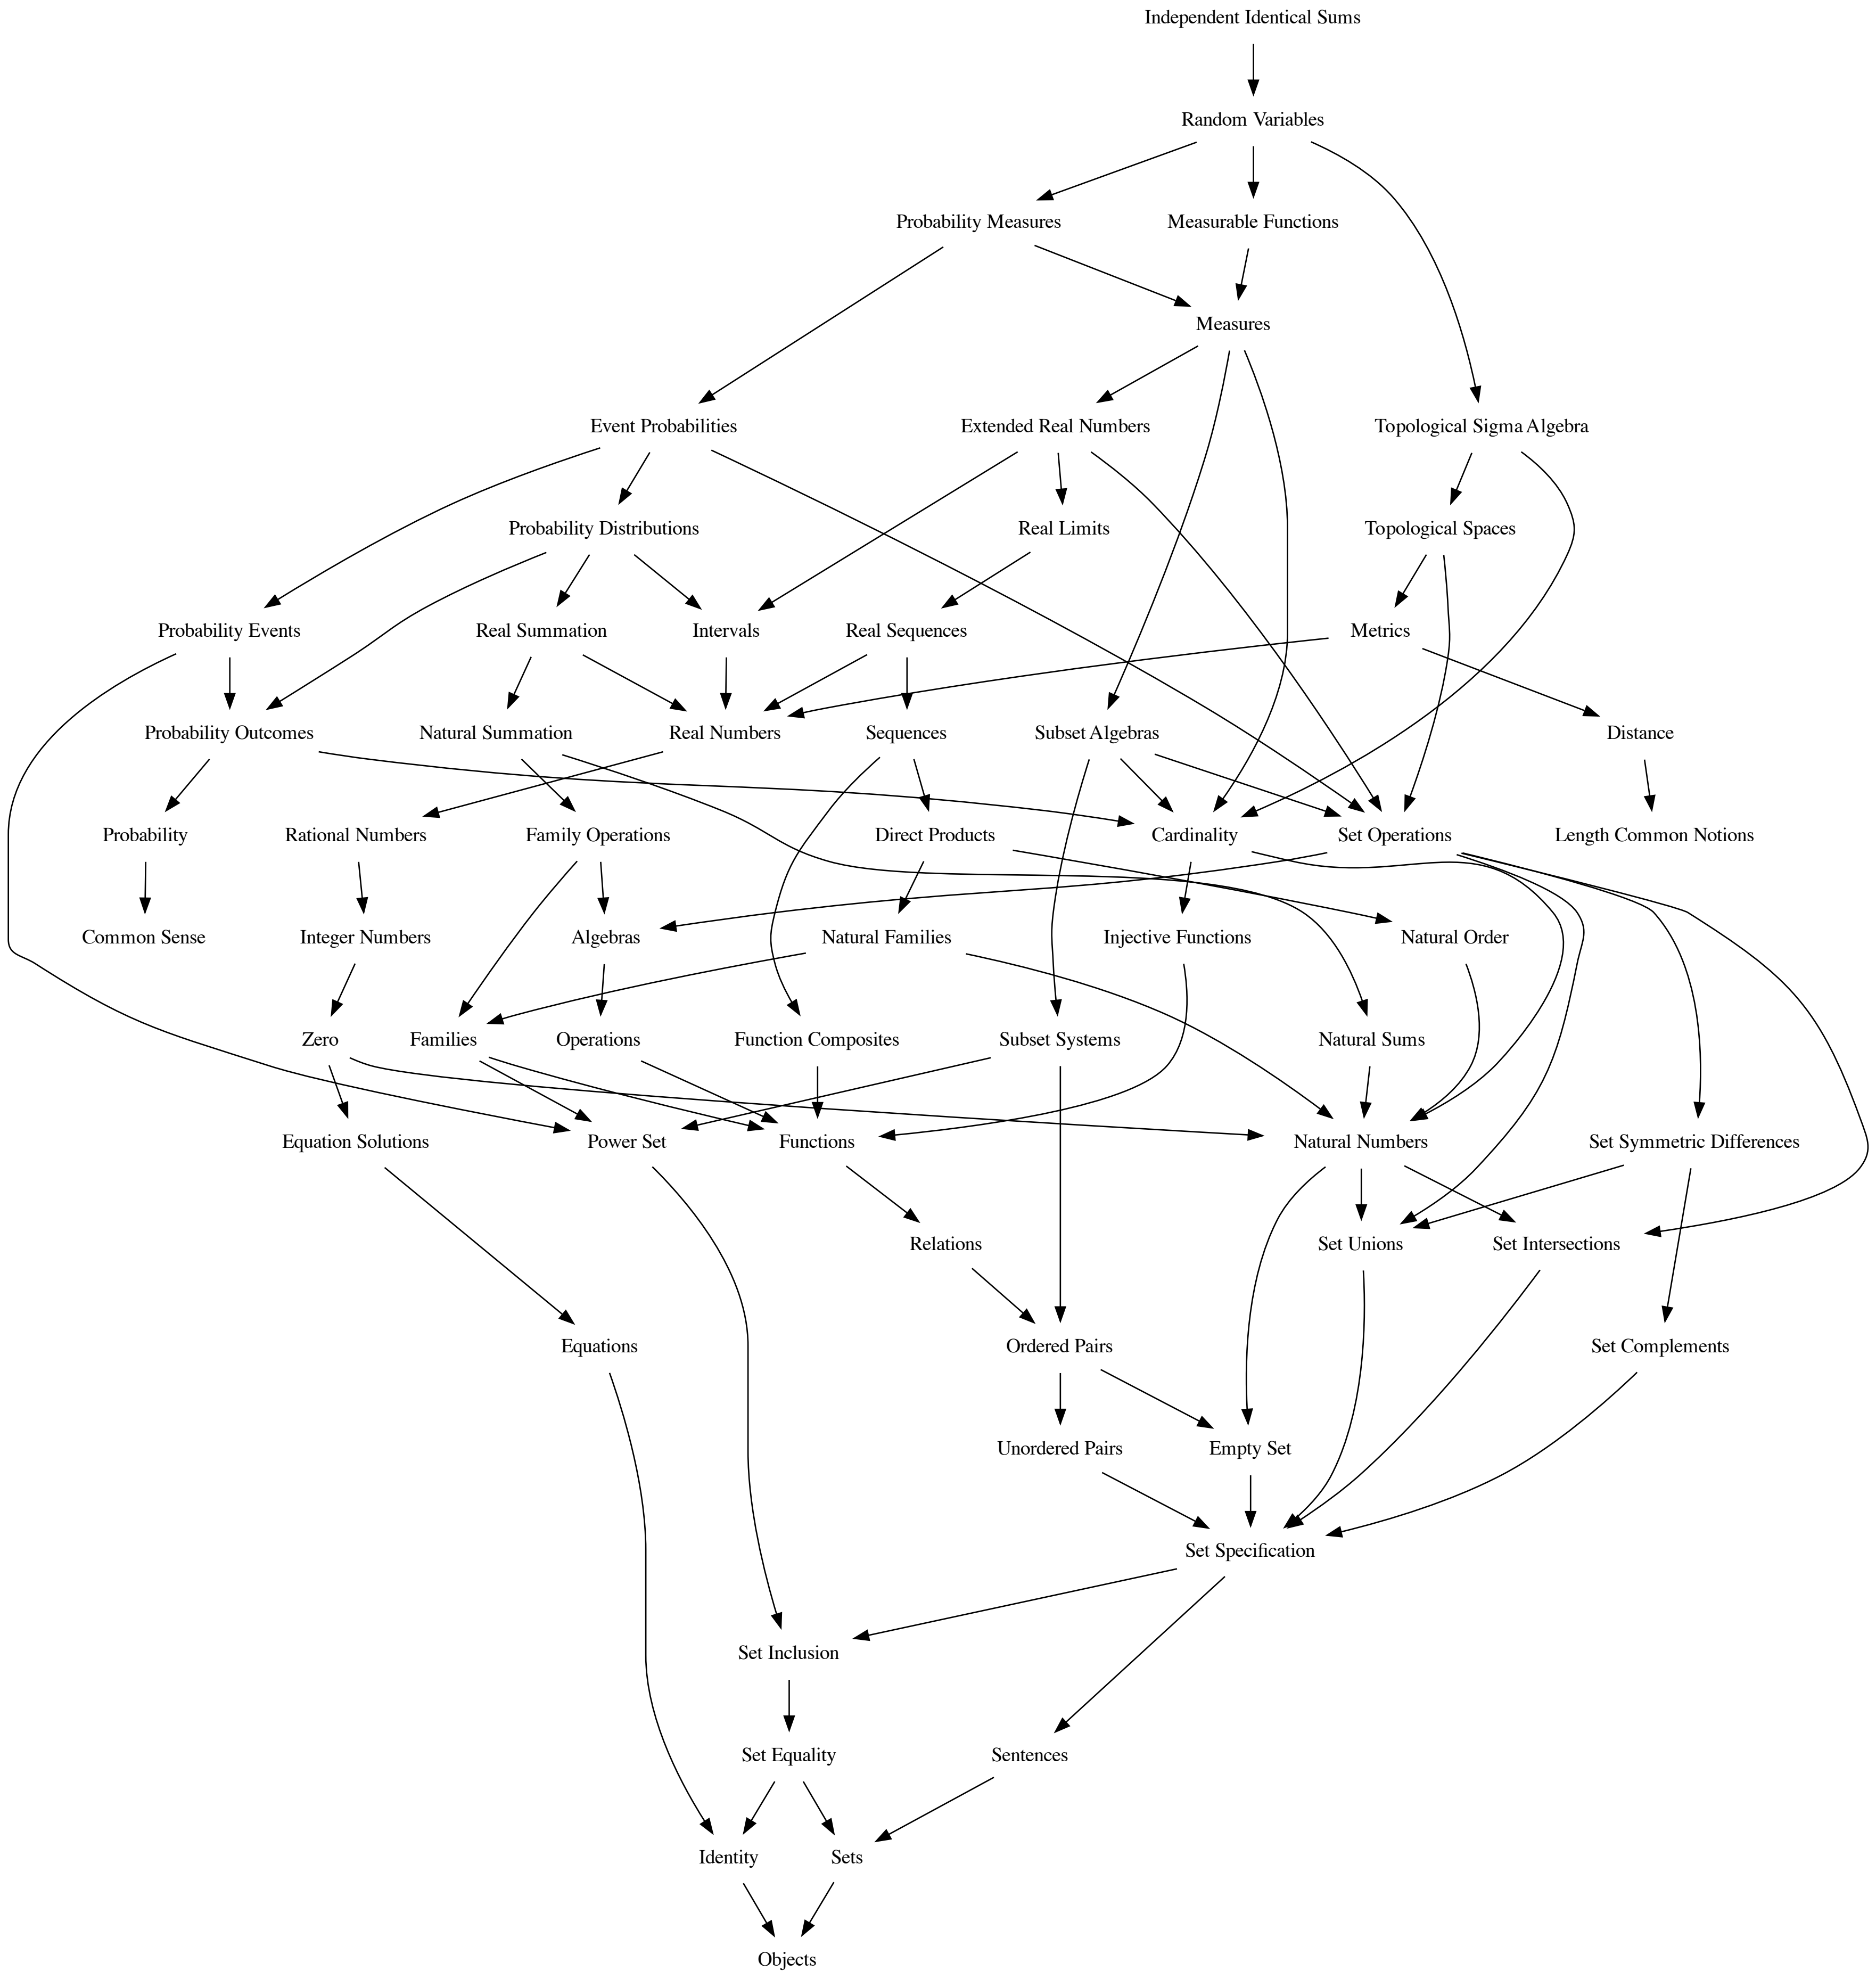 Independent Identical Sums
Random Variables
Probability Measures
Measurable Functions
Measures
Event Probabilities
Extended Real Numbers
Topological Sigma Algebra
Probability Distributions
Real Limits
Topological Spaces
Probability Events
Real Summation
Intervals
Real Sequences
Metrics
Probability Outcomes
Natural Summation
Real Numbers
Sequences
Subset Algebras
Distance
Probability
Rational Numbers
Family Operations
Direct Products
Cardinality
Set Operations
Length Common Notions
Common Sense
Integer Numbers
Algebras
Natural Families
Injective Functions
Natural Order
Zero
Families
Operations
Function Composites
Subset Systems
Natural Sums
Equation Solutions
Power Set
Functions
Natural Numbers
Set Symmetric Differences
Relations
Set Unions
Set Intersections
Equations
Ordered Pairs
Set Complements
Unordered Pairs
Empty Set
Set Specification
Set Inclusion
Set Equality
Sentences
Identity
Sets
Objects